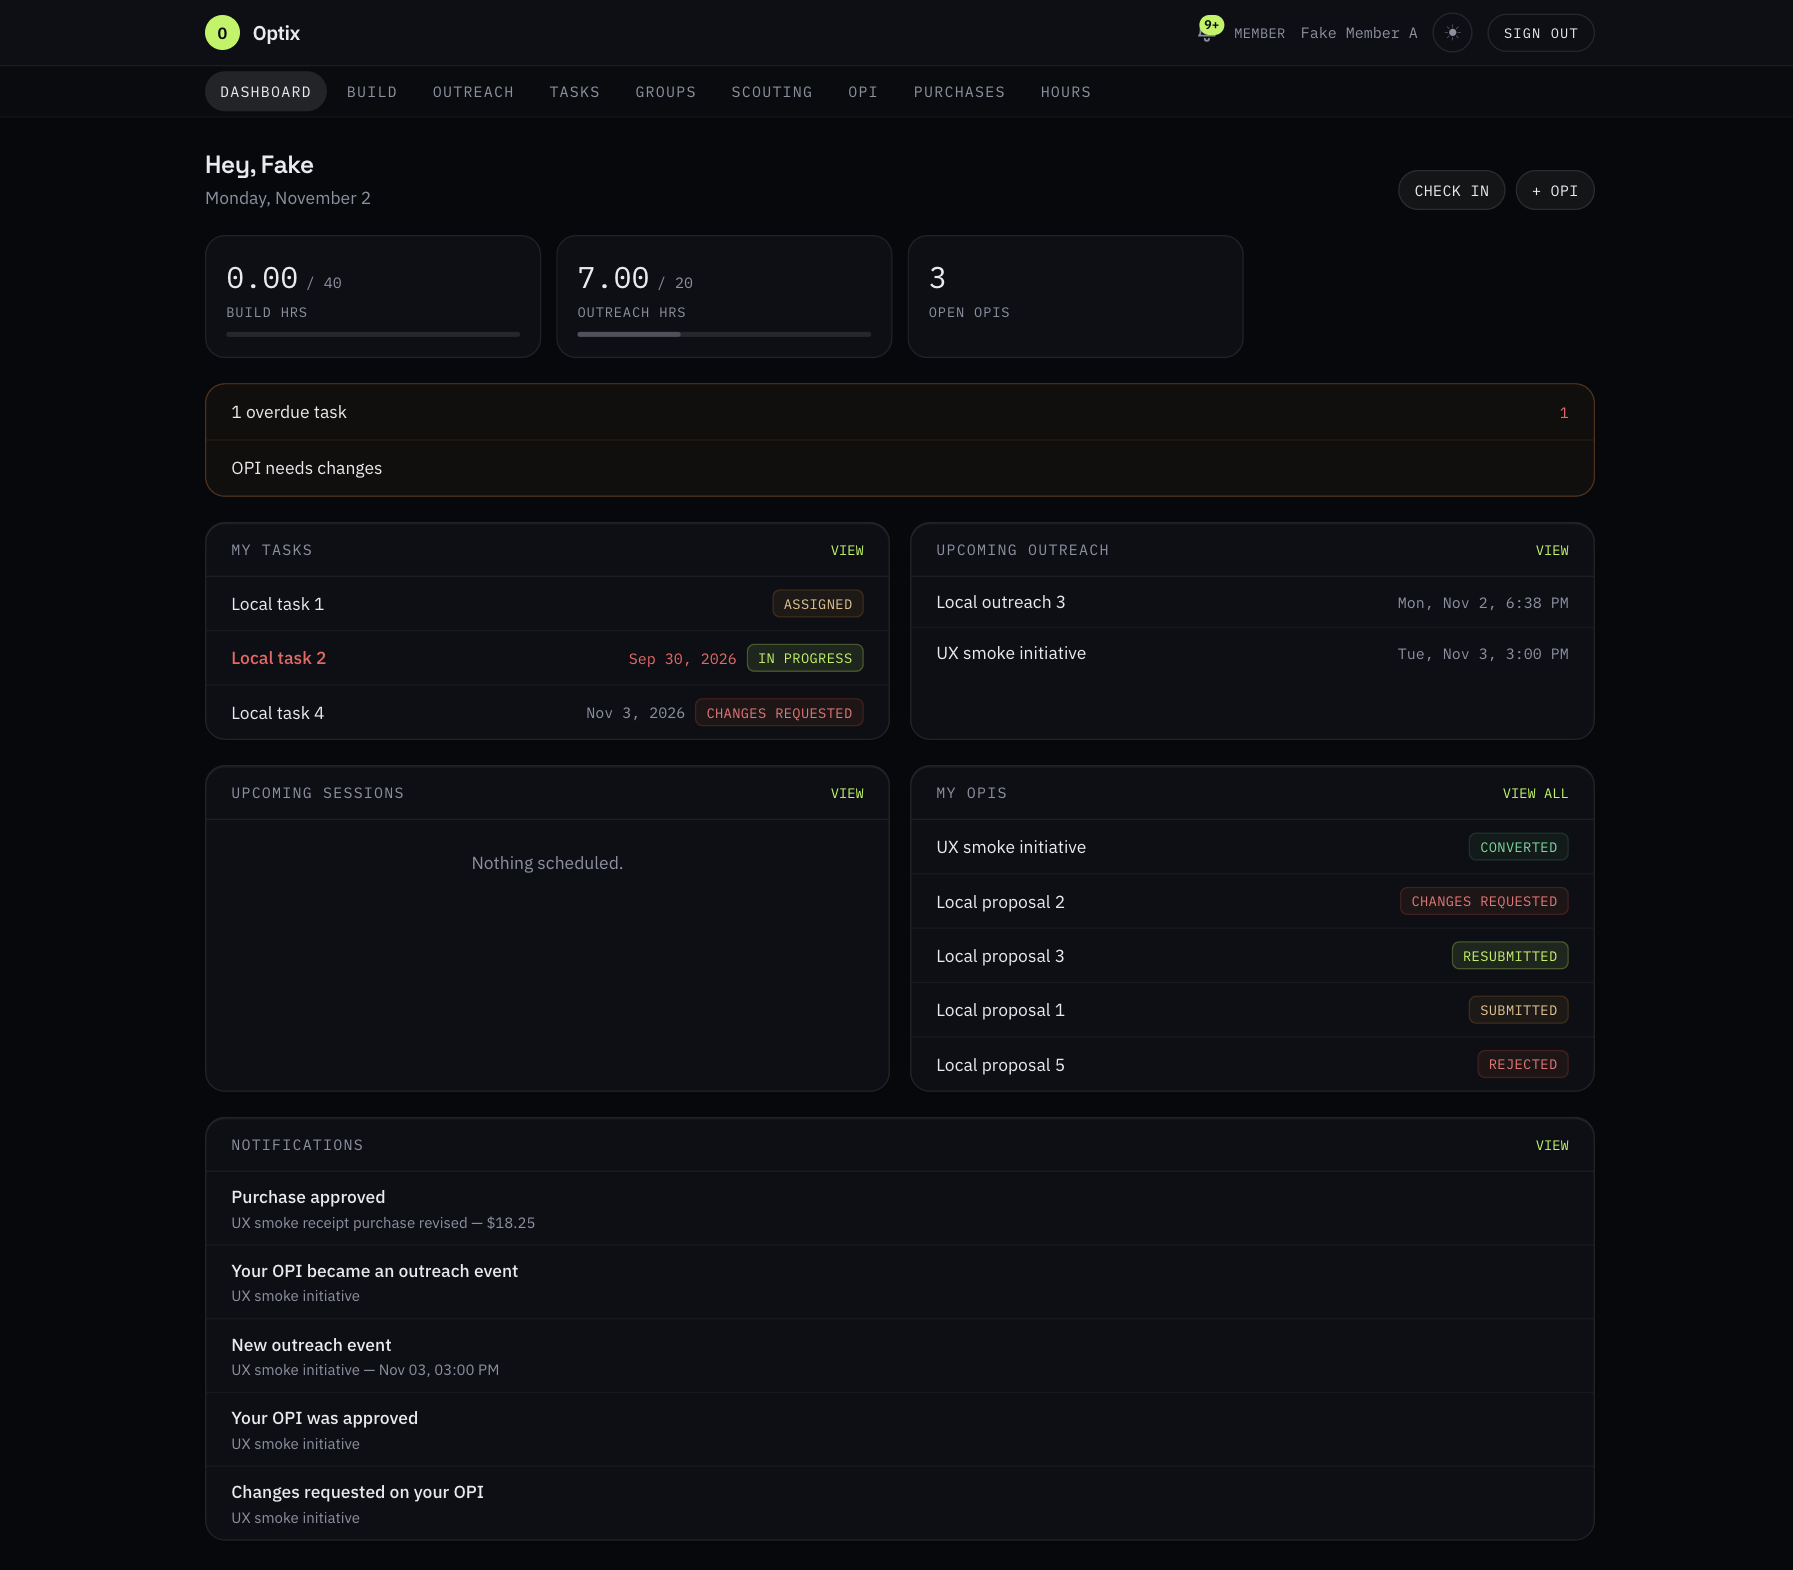 O Optix 9+ MEMBER Fake Member A SIGN OUT
DASHBOARD BUILD OUTREACH TASKS GROUPS SCOUTING OPI PURCHASES HOURS
Hey, Fake
Monday, November 2
CHECK IN + OPI
0.00 / 40
BUILD HRS
7.00 / 20
OUTREACH HRS
3
OPEN OPIS
1 overdue task 1
OPI needs changes
MY TASKS VIEW
Local task 1 ASSIGNED
Local task 2 Sep 30, 2026 IN PROGRESS
Local task 4 Nov 3, 2026 CHANGES REQUESTED
UPCOMING OUTREACH VIEW
Local outreach 3 Mon, Nov 2, 6:38 PM
UX smoke initiative Tue, Nov 3, 3:00 PM
UPCOMING SESSIONS VIEW
Nothing scheduled.
MY OPIS VIEW ALL
UX smoke initiative CONVERTED
Local proposal 2 CHANGES REQUESTED
Local proposal 3 RESUBMITTED
Local proposal 1 SUBMITTED
Local proposal 5 REJECTED
NOTIFICATIONS VIEW
Purchase approved
UX smoke receipt purchase revised — $18.25
Your OPI became an outreach event
UX smoke initiative
New outreach event
UX smoke initiative — Nov 03, 03:00 PM
Your OPI was approved
UX smoke initiative
Changes requested on your OPI
UX smoke initiative